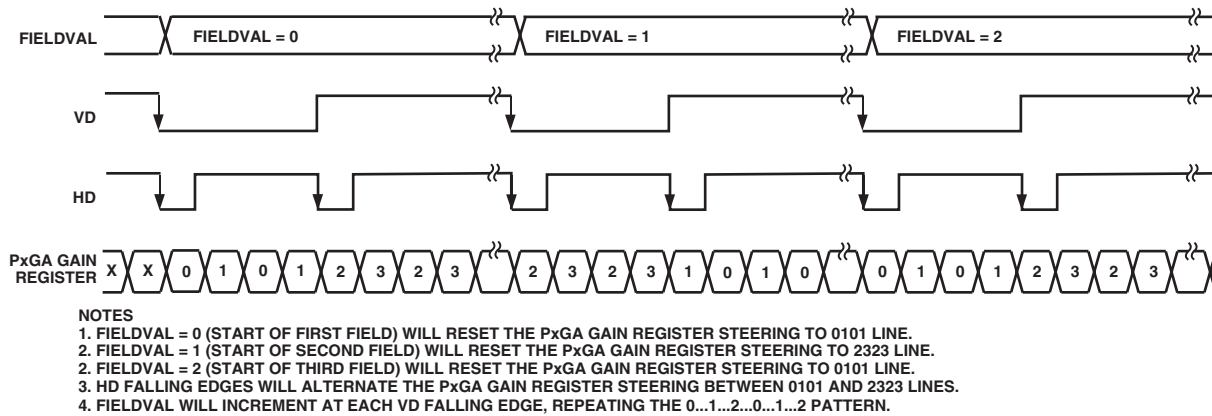 FIELDVAL
FIELDVAL = 0
FIELDVAL = 1
FIELDVAL = 2
VD
HD
PxGA GAIN
REGISTER
X X 0 1 0 1 2 3 2 3 2 3 2 3 1 0 1 0 0 1 0 1 2 3 2 3
NOTES
1. FIELDVAL = 0 (START OF FIRST FIELD) WILL RESET THE PxGA GAIN REGISTER STEERING TO 0101 LINE.
2. FIELDVAL = 1 (START OF SECOND FIELD) WILL RESET THE PxGA GAIN REGISTER STEERING TO 2323 LINE.
2. FIELDVAL = 2 (START OF THIRD FIELD) WILL RESET THE PxGA GAIN REGISTER STEERING TO 0101 LINE.
3. HD FALLING EDGES WILL ALTERNATE THE PxGA GAIN REGISTER STEERING BETWEEN 0101 AND 2323 LINES.
4. FIELDVAL WILL INCREMENT AT EACH VD FALLING EDGE, REPEATING THE 0...1...2...0...1...2 PATTERN.